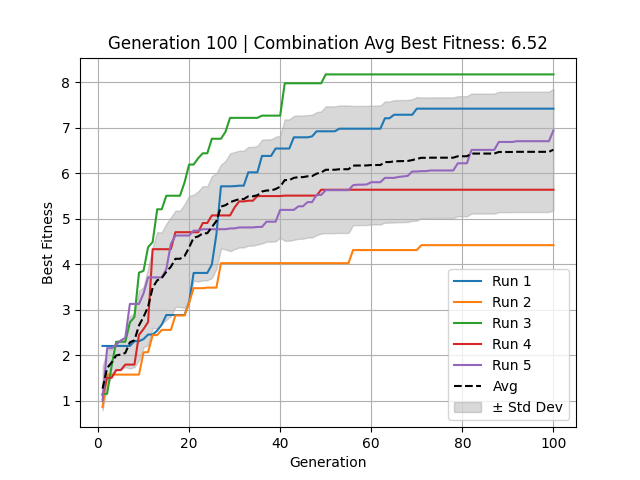 Generation 100 | Combination Avg Best Fitness: 6.52
Best Fitness
8
7
6
5
4
3
2
1
0
20
40
60
80
100
Generation
Run 1
Run 2
Run 3
Run 4
Run 5
Avg
± Std Dev